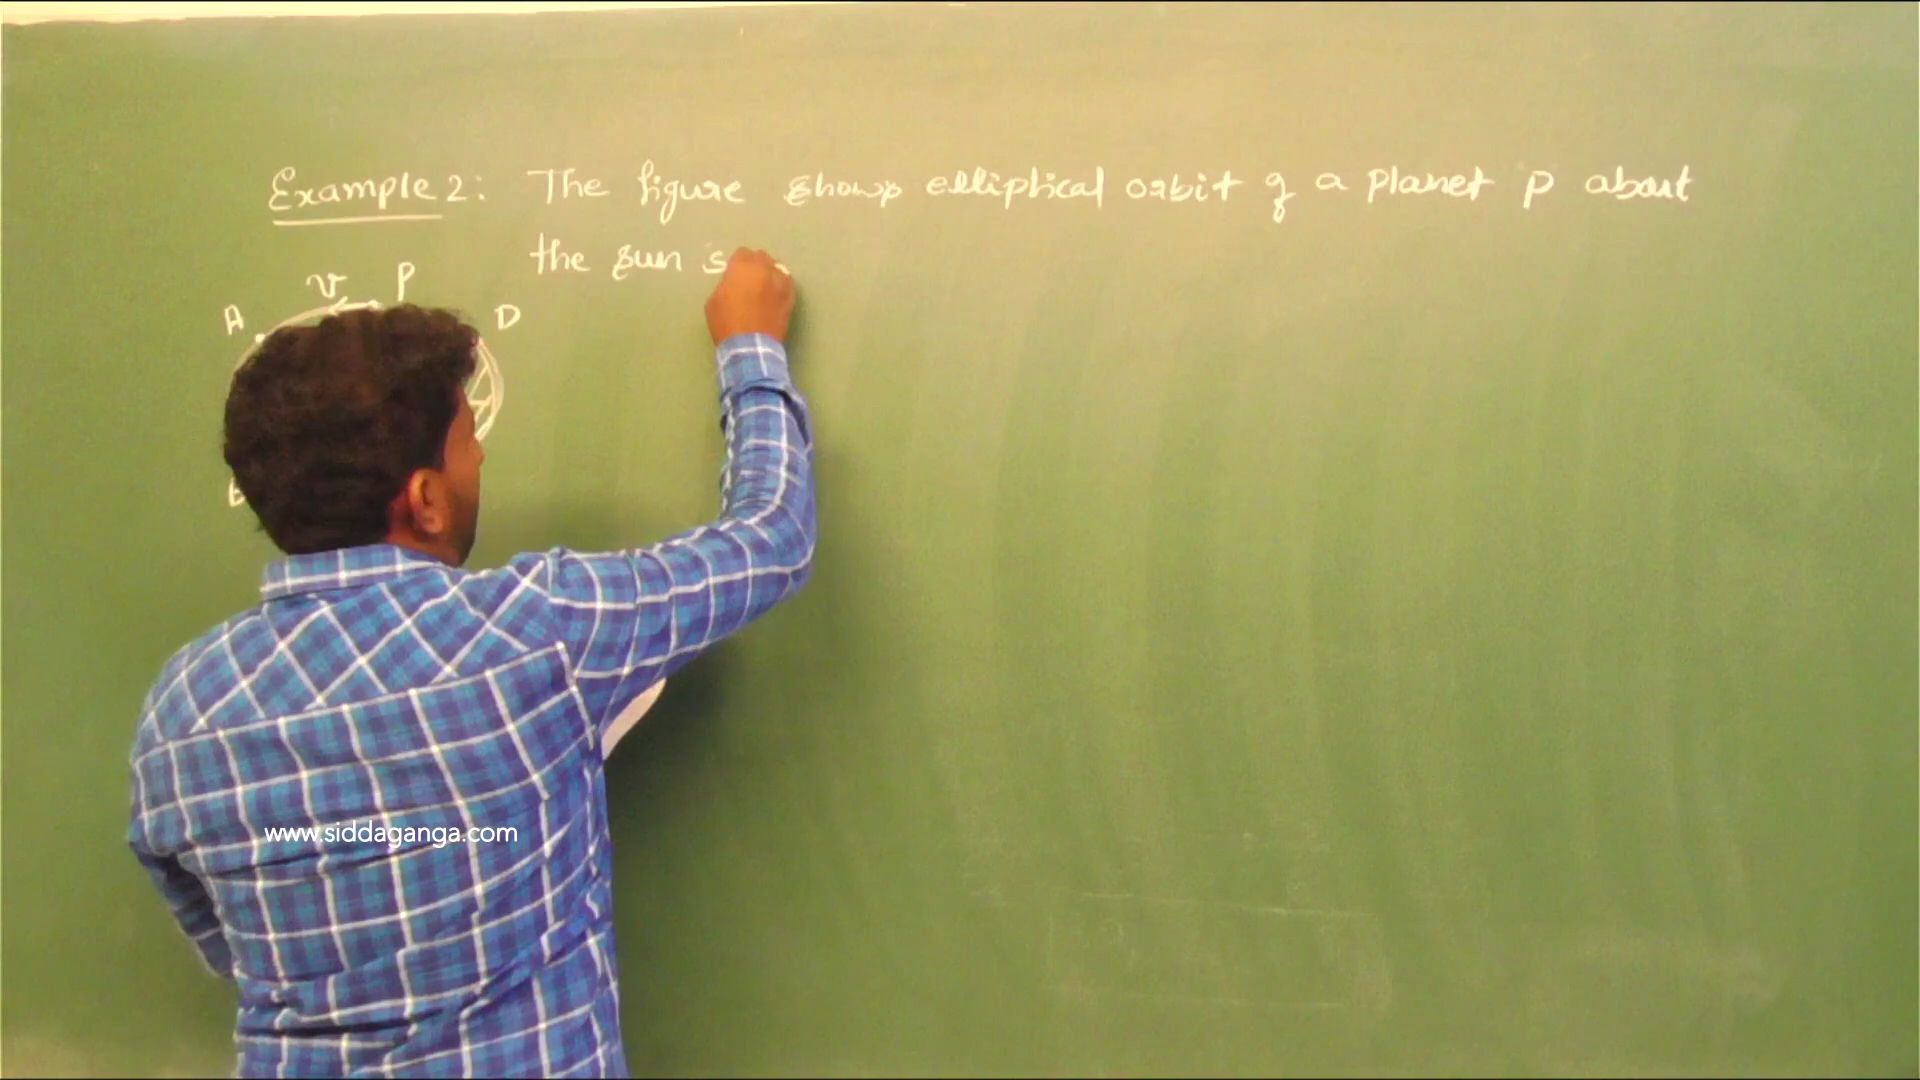 Example 2: The figure shows elliptical orbit of a planet P about
the sun S
v P
A D
www.siddaganga.com